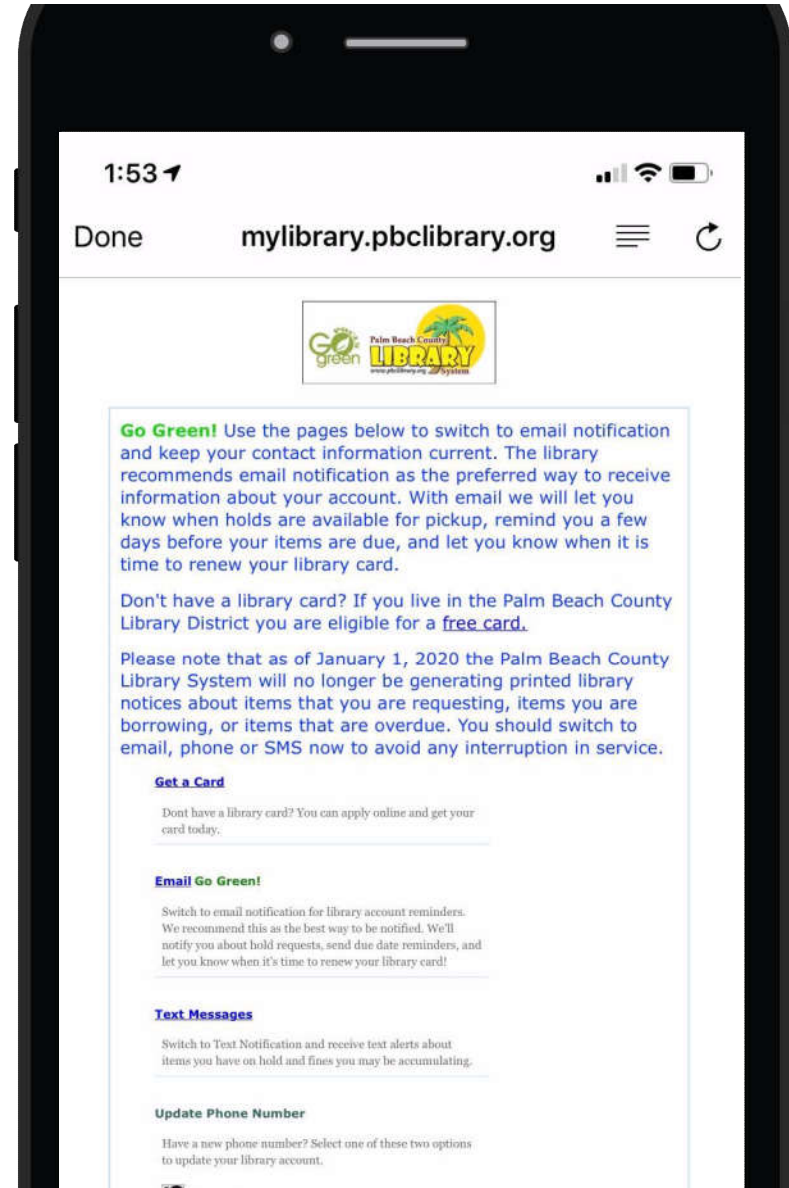 1:53
Done
mylibrary.pbclibrary.org
GO green
Palm Beach County
LIBRARY
www.pbclibrary.org System
Go Green! Use the pages below to switch to email notification
and keep your contact information current. The library
recommends email notification as the preferred way to receive
information about your account. With email we will let you
know when holds are available for pickup, remind you a few
days before your items are due, and let you know when it is
time to renew your library card.
Don't have a library card? If you live in the Palm Beach County
Library District you are eligible for a free card.
Please note that as of January 1, 2020 the Palm Beach County
Library System will no longer be generating printed library
notices about items that you are requesting, items you are
borrowing, or items that are overdue. You should switch to
email, phone or SMS now to avoid any interruption in service.
Get a Card
Dont have a library card? You can apply online and get your
card today.
Email Go Green!
Switch to email notification for library account reminders.
We recommend this as the best way to be notified. We'll
notify you about hold requests, send due date reminders, and
let you know when it's time to renew your library card!
Text Messages
Switch to Text Notification and receive text alerts about
items you have on hold and fines you may be accumulating.
Update Phone Number
Have a new phone number? Select one of these two options
to update your library account.